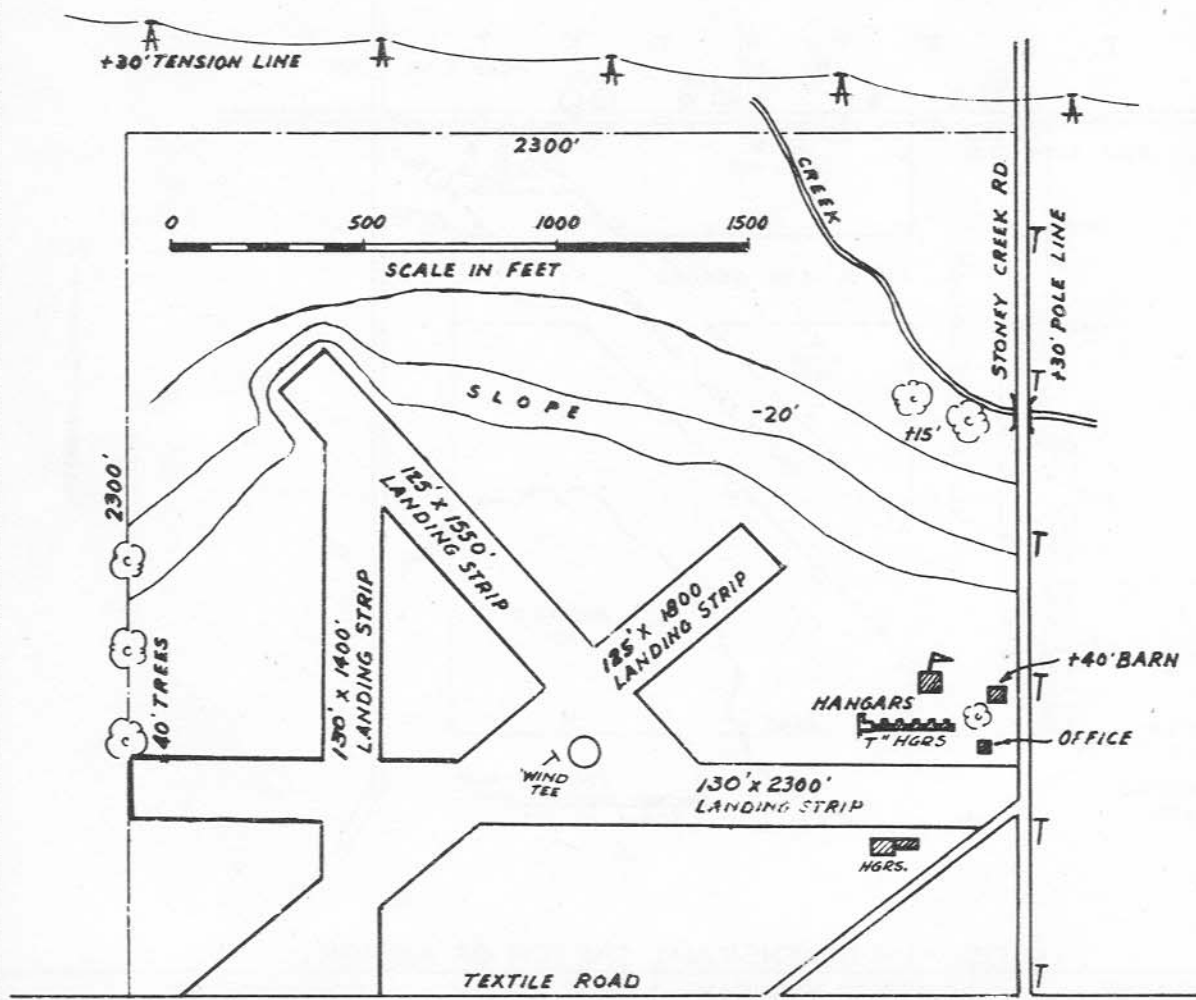 +30' TENSION LINE
2300'
CREEK
0 500 1000 1500
SCALE IN FEET
STONEY CREEK RD
+30' POLE LINE
SLOPE
-20'
+15'
2300'
125' X 1550'
LANDING STRIP
130' X 1400'
LANDING STRIP
125' X 1800
LANDING STRIP
40' TREES
+40' BARN
HANGARS
T" HGRS
OFFICE
WIND
TEE
130' X 2300'
LANDING STRIP
HGRS.
TEXTILE ROAD